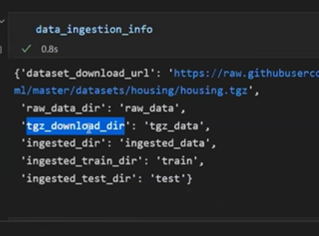 data_ingestion_info
0.8s
{'dataset_download_url': 'https://raw.githubuserco
ml/master/datasets/housing/housing.tgz',
'raw_data_dir': 'raw_data',
'tgz_download_dir': 'tgz_data',
'ingested_dir': 'ingested_data',
'ingested_train_dir': 'train',
'ingested_test_dir': 'test'}